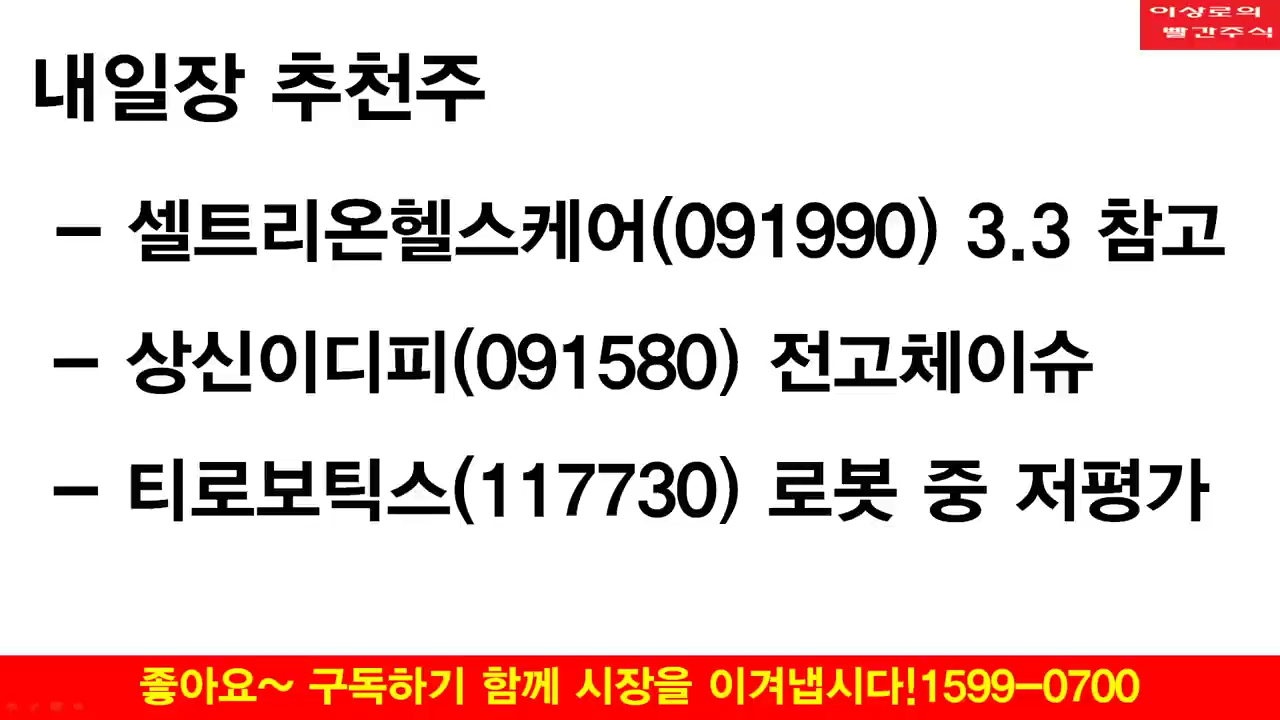 이상로의
빨간주식
내일장 추천주
- 셀트리온헬스케어(091990) 3.3 참고
- 상신이디피(091580) 전고체이슈
- 티로보틱스(117730) 로봇 중 저평가
좋아요~ 구독하기 함께 시장을 이겨냅시다!1599-0700